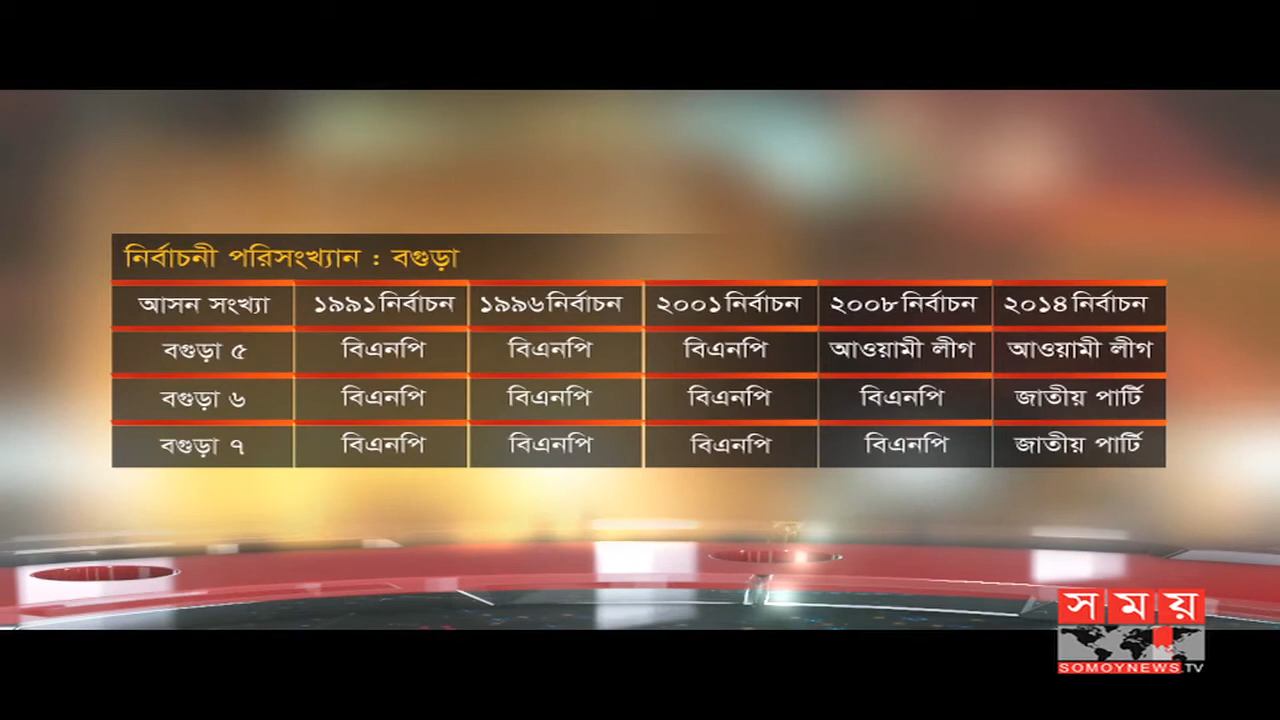 নির্বাচনী পরিসংখ্যান : বগুড়া
আসন সংখ্যা ১৯৯১ নির্বাচন ১৯৯৬ নির্বাচন ২০০১ নির্বাচন ২০০৮ নির্বাচন ২০১৪ নির্বাচন
বগুড়া ৫ বিএনপি বিএনপি বিএনপি আওয়ামী লীগ আওয়ামী লীগ
বগুড়া ৬ বিএনপি বিএনপি বিএনপি বিএনপি জাতীয় পার্টি
বগুড়া ৭ বিএনপি বিএনপি বিএনপি বিএনপি জাতীয় পার্টি
সময়
SOMOYNEWS.TV